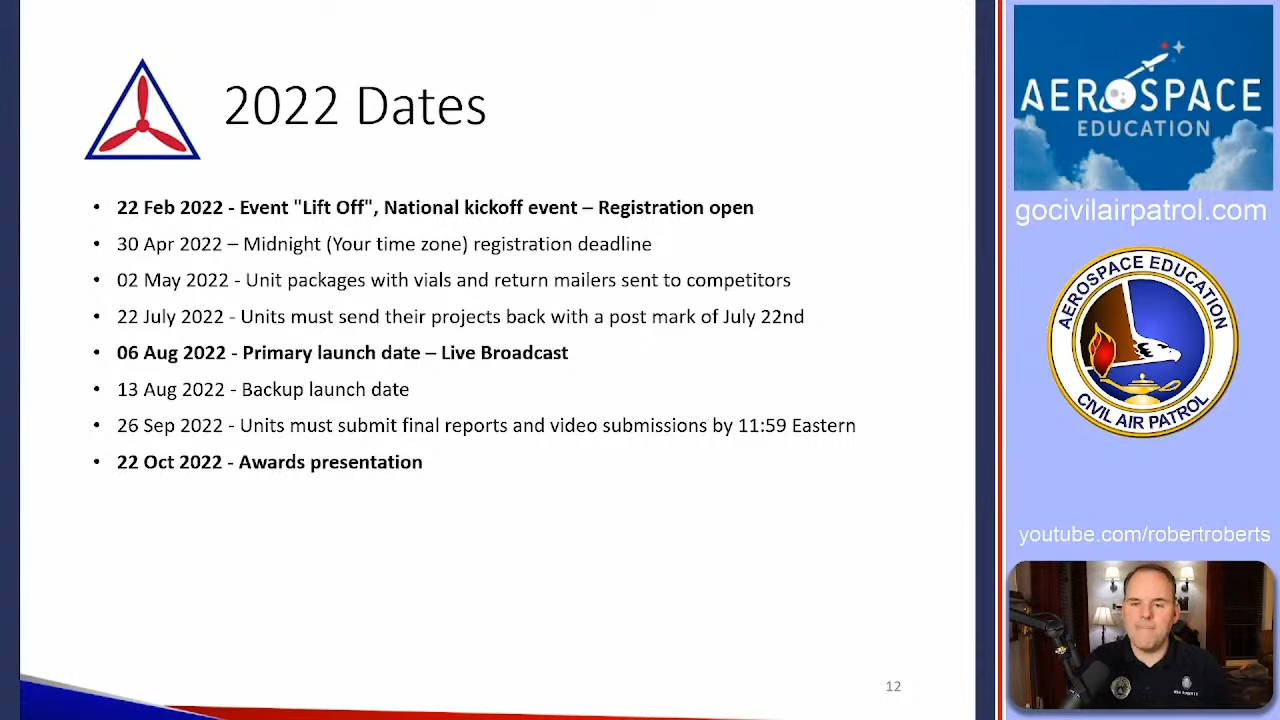 2022 Dates
• 22 Feb 2022 - Event "Lift Off", National kickoff event – Registration open
• 30 Apr 2022 – Midnight (Your time zone) registration deadline
• 02 May 2022 - Unit packages with vials and return mailers sent to competitors
• 22 July 2022 - Units must send their projects back with a post mark of July 22nd
• 06 Aug 2022 - Primary launch date – Live Broadcast
• 13 Aug 2022 - Backup launch date
• 26 Sep 2022 - Units must submit final reports and video submissions by 11:59 Eastern
• 22 Oct 2022 - Awards presentation
12
AEROSPACE
EDUCATION
gocivilairpatrol.com
AEROSPACE EDUCATION
CIVIL AIR PATROL
youtube.com/robertroberts